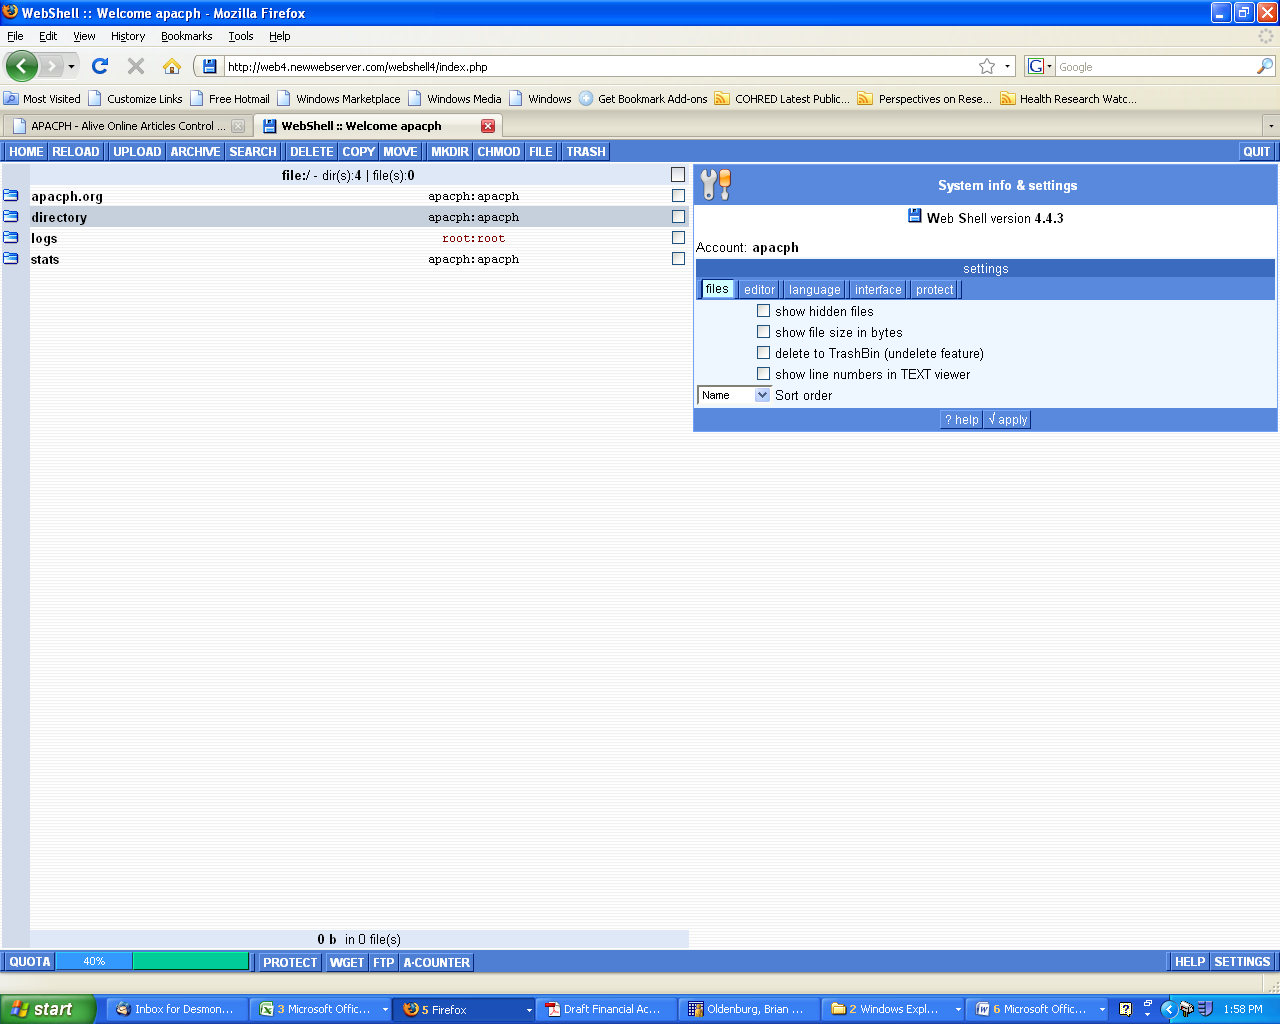 WebShell :: Welcome apacph - Mozilla Firefox
File Edit View History Bookmarks Tools Help
http://web4.newwebserver.com/webshell4/index.php
G Google
Most Visited Customize Links Free Hotmail Windows Marketplace Windows Media Windows Get Bookmark Add-ons COHRED Latest Public... Perspectives on Rese... Health Research Watc...
APACPH - Alive Online Articles Control ... WebShell :: Welcome apacph
HOME RELOAD UPLOAD ARCHIVE SEARCH DELETE COPY MOVE MKDIR CHMOD FILE TRASH QUIT
file:/ - dir(s):4 | file(s):0
apacph.org apacph:apacph
directory apacph:apacph
logs root:root
stats apacph:apacph
System info & settings
Web Shell version 4.4.3
Account: apacph
settings
files editor language interface protect
show hidden files
show file size in bytes
delete to TrashBin (undelete feature)
show line numbers in TEXT viewer
Name Sort order
? help √ apply
0 b in 0 file(s)
QUOTA 40% PROTECT WGET FTP A-COUNTER HELP SETTINGS
start Inbox for Desmon... 3 Microsoft Offic... 5 Firefox Draft Financial Ac... Oldenburg, Brian ... 2 Windows Expl... 6 Microsoft Offic... 1:58 PM